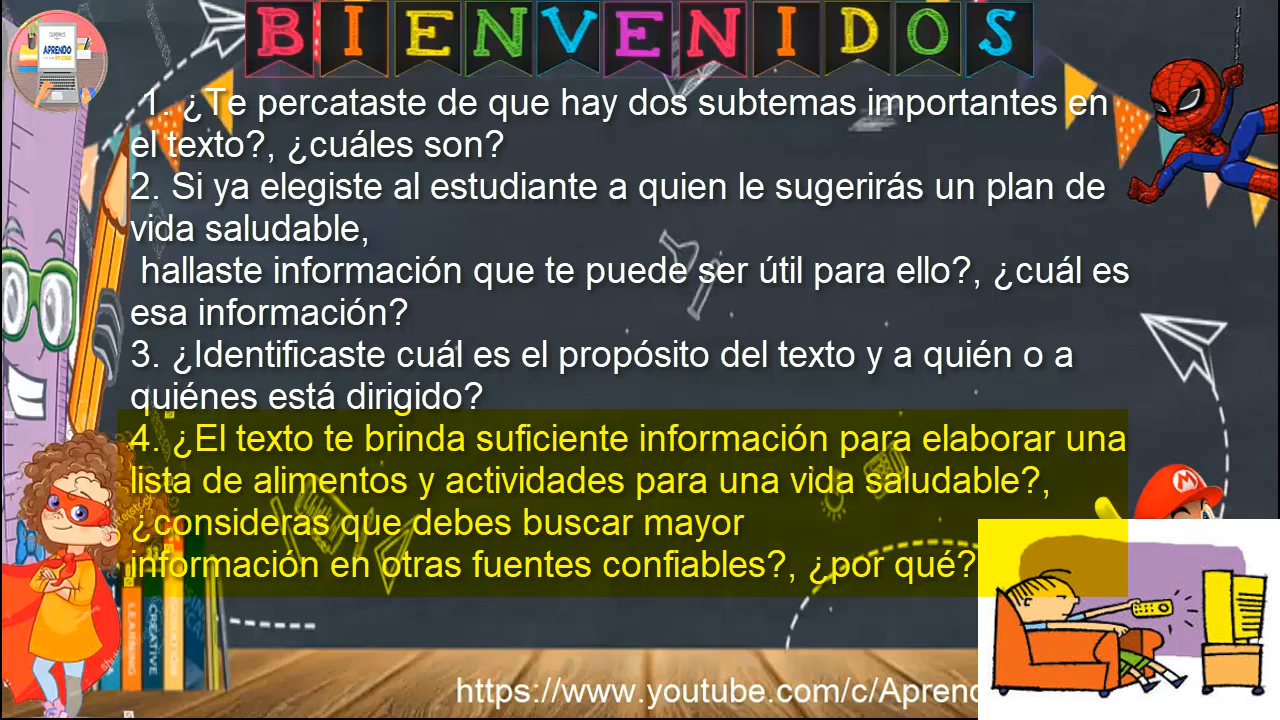 BIENVENIDOS
APRENDO
1. ¿Te percataste de que hay dos subtemas importantes en
el texto?, ¿cuáles son?
2. Si ya elegiste al estudiante a quien le sugerirás un plan de
vida saludable,
hallaste información que te puede ser útil para ello?, ¿cuál es
esa información?
3. ¿Identificaste cuál es el propósito del texto y a quién o a
quiénes está dirigido?
4. ¿El texto te brinda suficiente información para elaborar una
lista de alimentos y actividades para una vida saludable?,
¿consideras que debes buscar mayor
información en otras fuentes confiables?, ¿por qué?
M
LEARNING
CREATIVE
https://www.youtube.com/c/Aprend